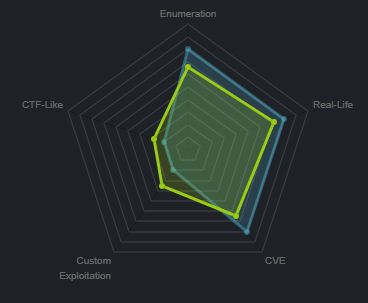 Enumeration
CTF-Like
Real-Life
Custom
Exploitation
CVE